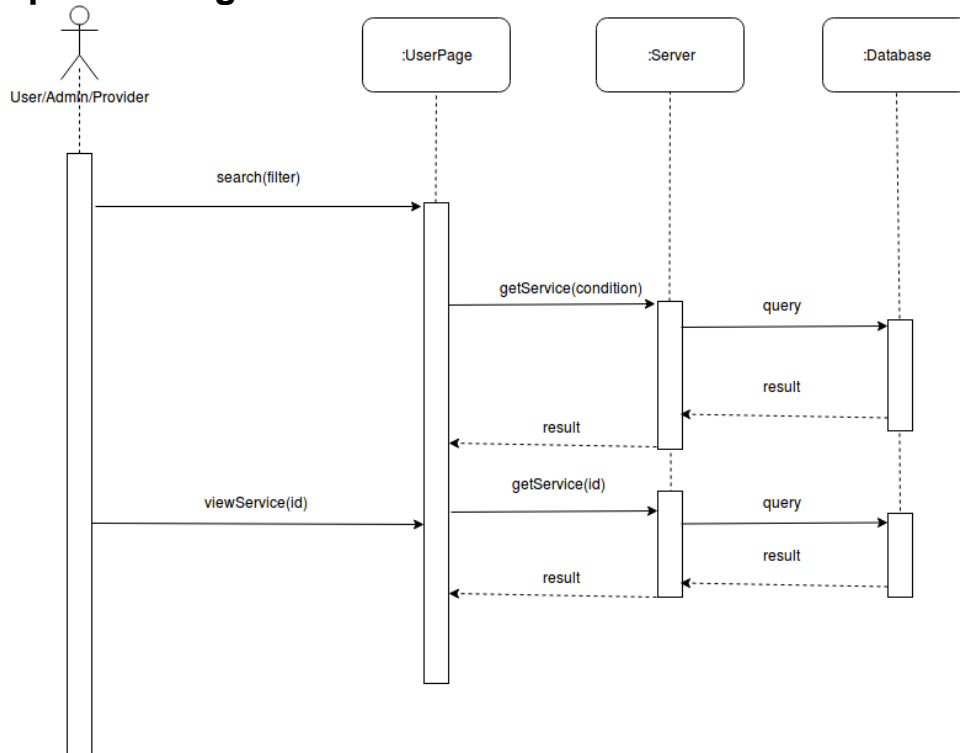 :UserPage
:Server
:Database
User/Admin/Provider
search(filter)
getService(condition)
query
result
result
getService(id)
viewService(id)
query
result
result